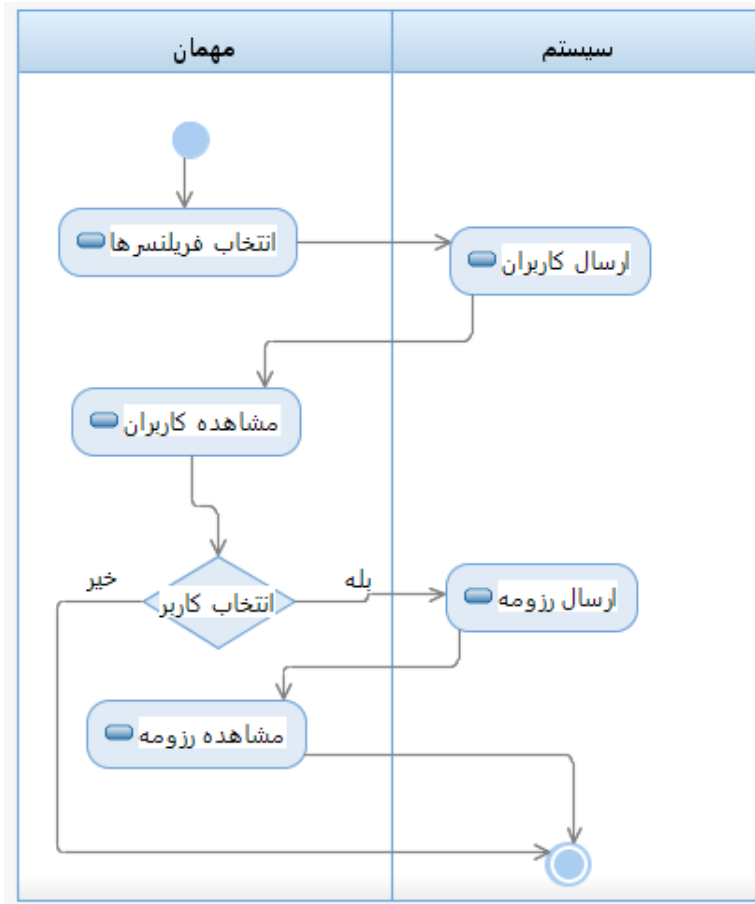 مهمان
سیستم
انتخاب فریلنسرها
ارسال کاربران
مشاهده کاربران
خیر
بله
انتخاب کاربر
ارسال رزومه
مشاهده رزومه